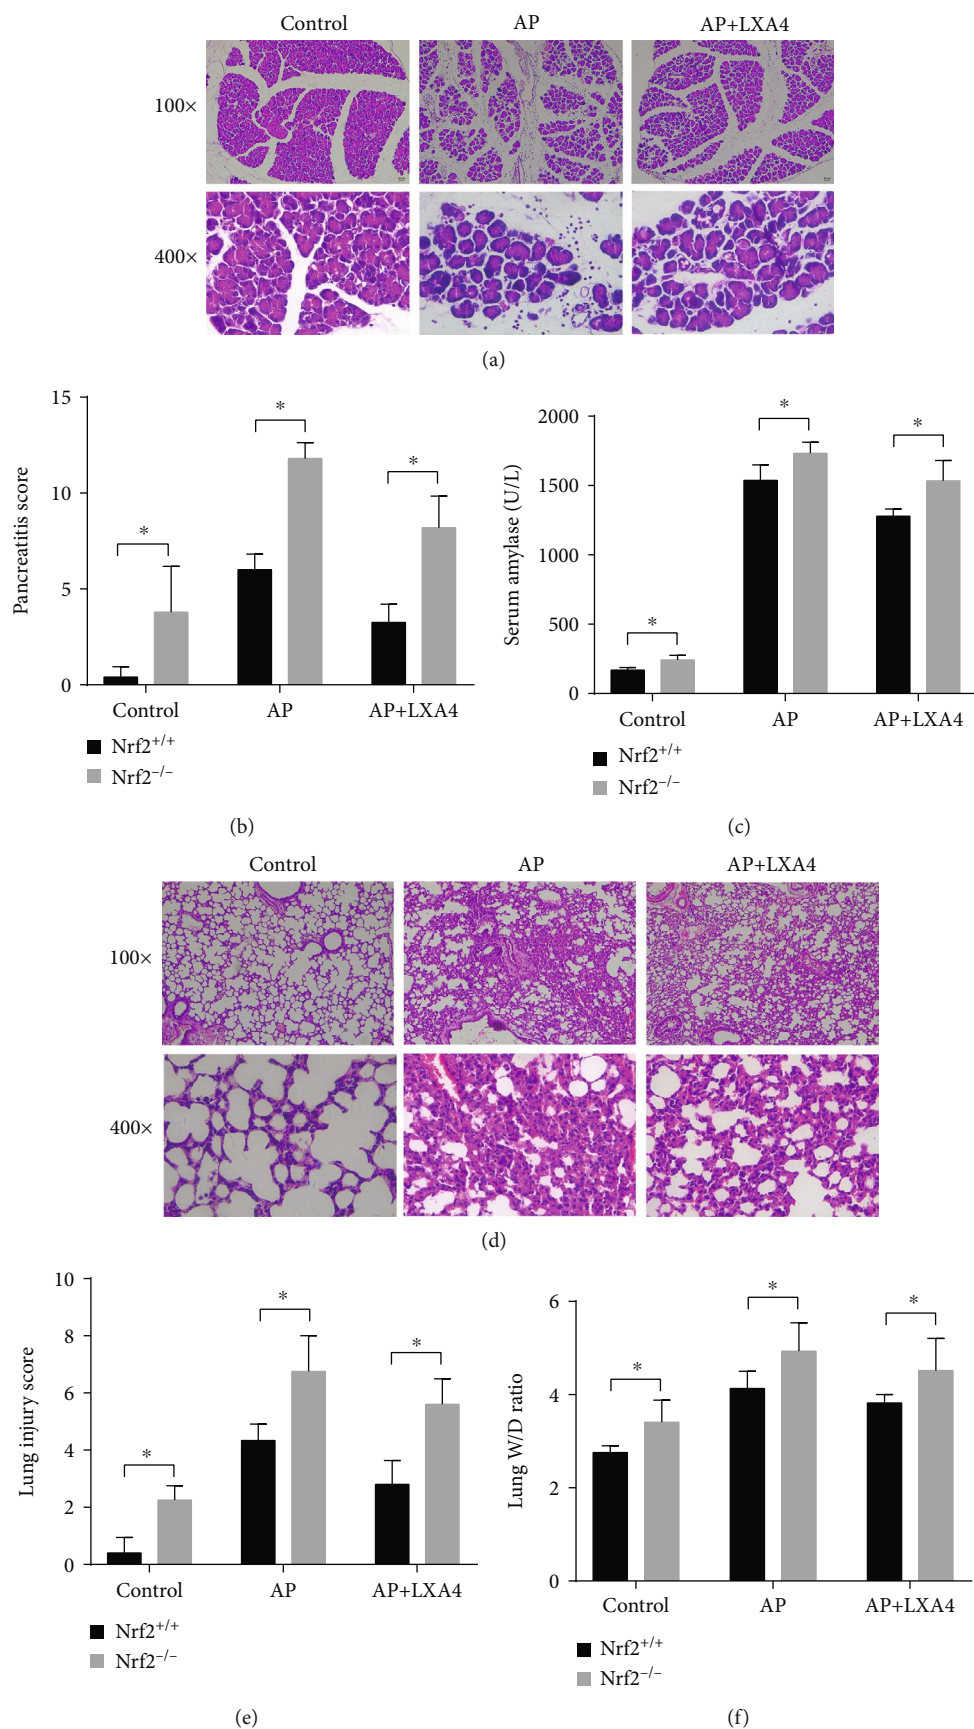 Control AP AP+LXA4
100×
400×
(a)
Pancreatitis score
15
10
5
0
* * *
Control AP AP+LXA4
Nrf2+/+
Nrf2−/−
(b)
Serum amylase (U/L)
2000
1500
1000
500
0
* * *
Control AP AP+LXA4
Nrf2+/+
Nrf2−/−
(c)
Control AP AP+LXA4
100×
400×
(d)
Lung injury score
10
8
6
4
2
0
* * *
Control AP AP+LXA4
Nrf2+/+
Nrf2−/−
(e)
Lung W/D ratio
6
4
2
0
* * *
Control AP AP+LXA4
Nrf2+/+
Nrf2−/−
(f)